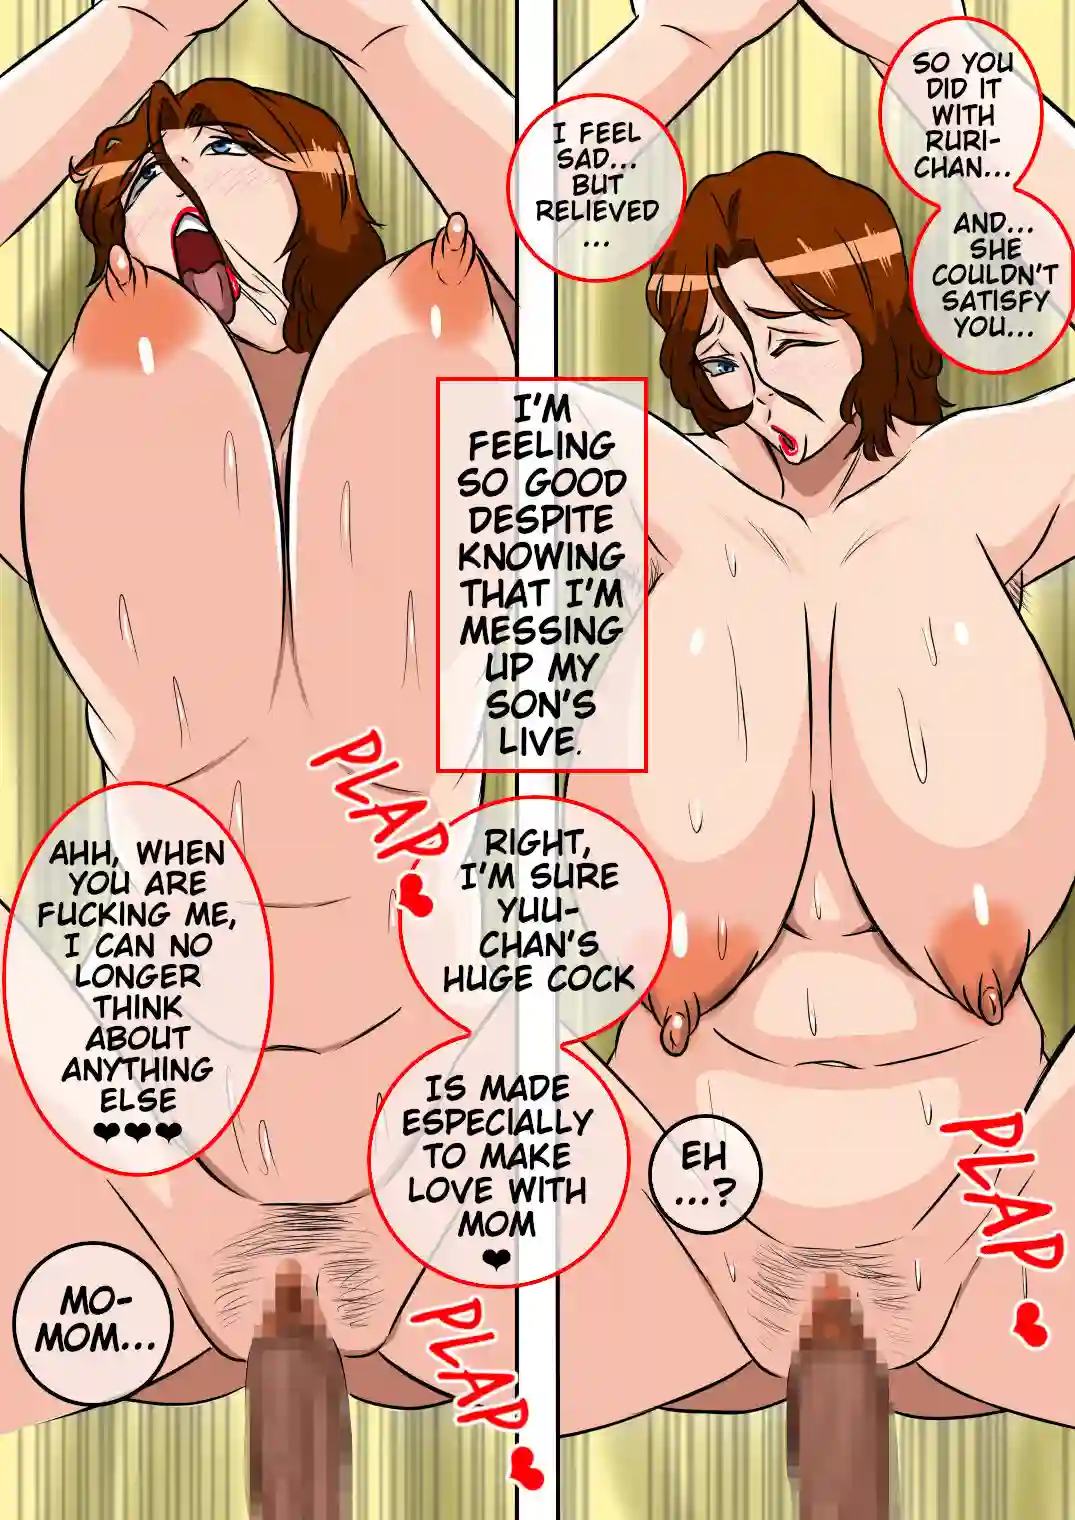 SO YOU
DID IT
WITH
RURI-
CHAN...
AND...
SHE
COULDN'T
SATISFY
YOU...
I FEEL
SAD...
BUT
RELIEVED
...
EH
...?
PLAP
I'M
FEELING
SO GOOD
DESPITE
KNOWING
THAT I'M
MESSING
UP MY
SON'S
LIVE.
RIGHT,
I'M SURE
YUU-
CHAN'S
HUGE COCK
IS MADE
ESPECIALLY
TO MAKE
LOVE WITH
MOM
❤
PLAP
AHH, WHEN
YOU ARE
FUCKING ME,
I CAN NO
LONGER
THINK
ABOUT
ANYTHING
ELSE
❤❤❤
MO-
MOM...
PLAP